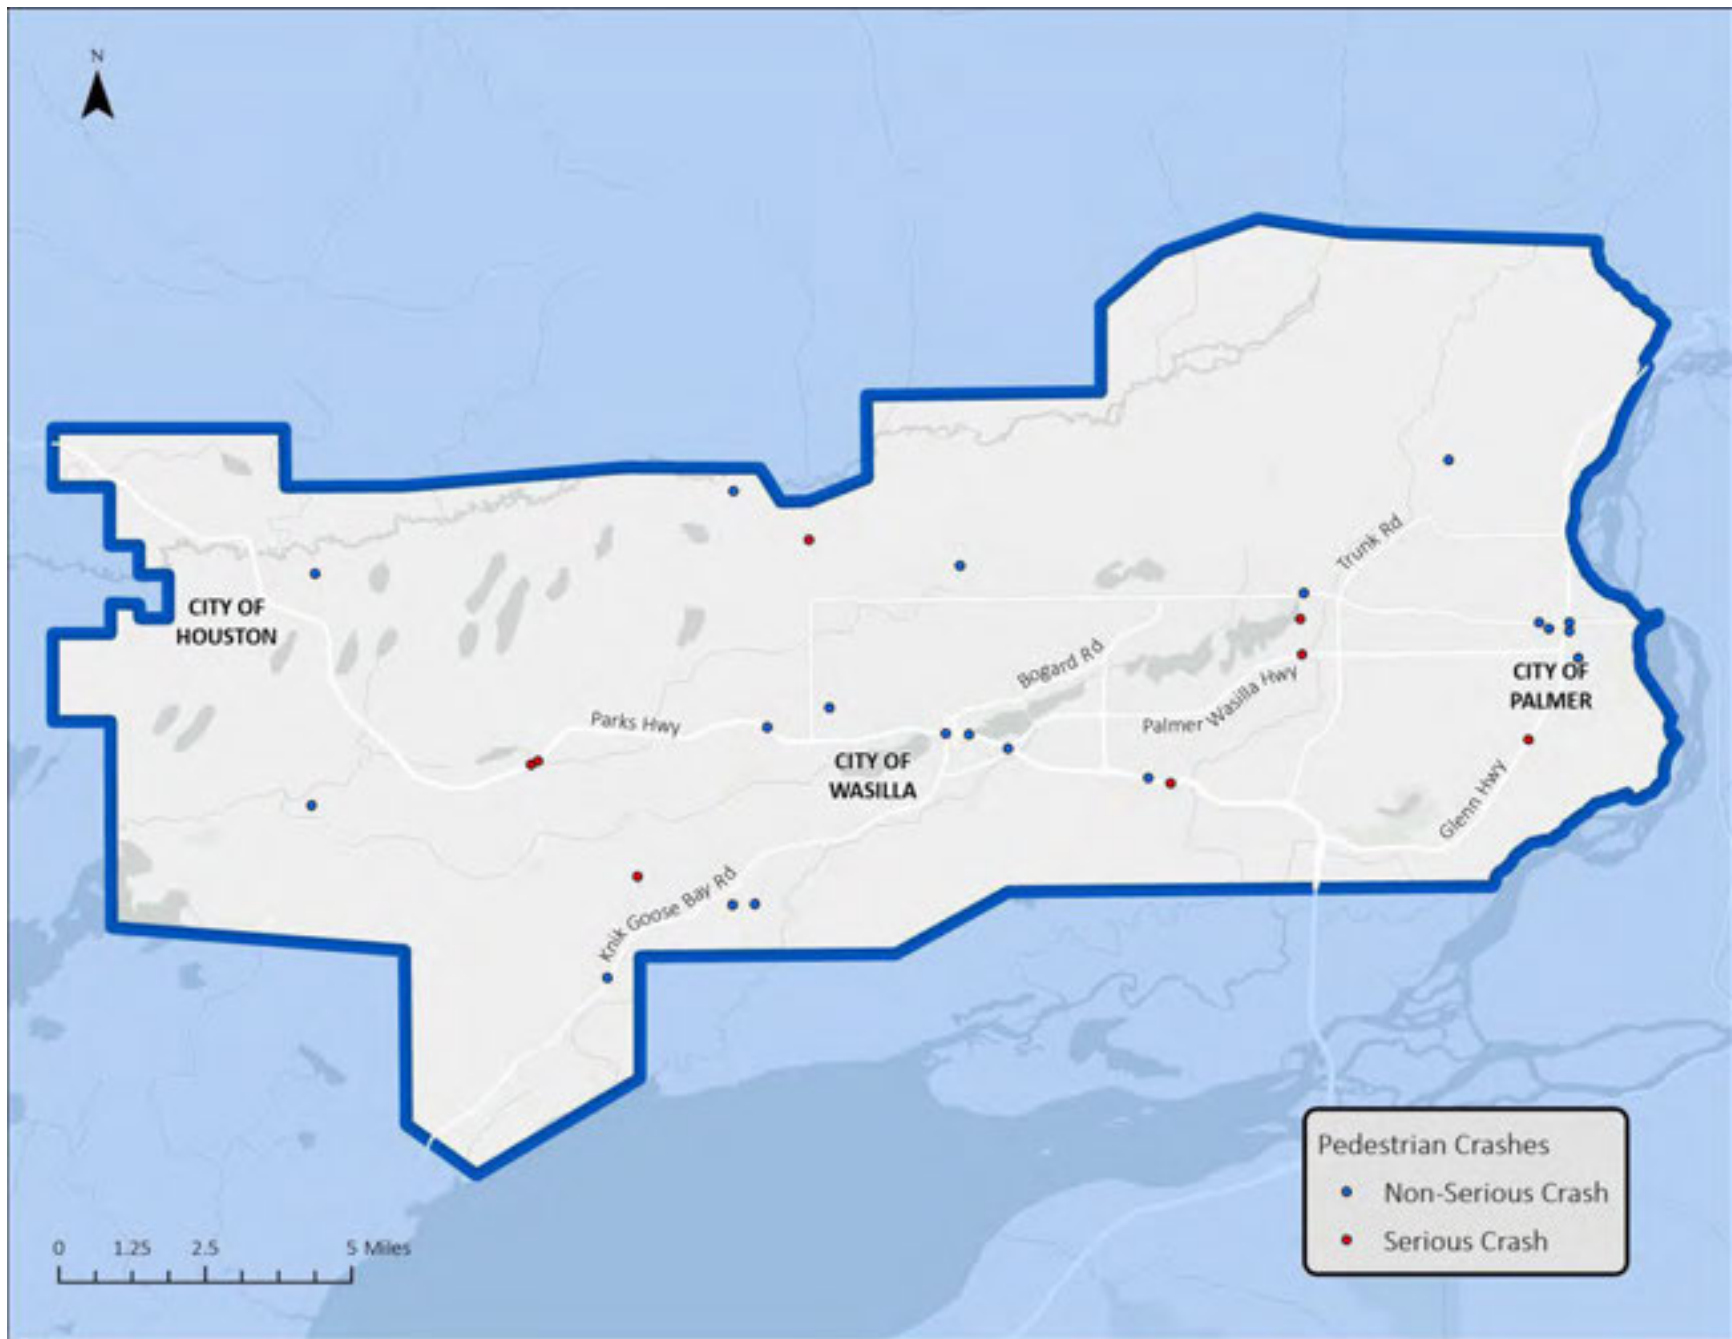 N
Trunk Rd
CITY OF
HOUSTON
Bogard Rd
CITY OF
PALMER
Parks Hwy
Palmer Wasilla Hwy
CITY OF
WASILLA
Glenn Hwy
Knik Goose Bay Rd
Pedestrian Crashes
Non-Serious Crash
Serious Crash
0 1.25 2.5 5 Miles